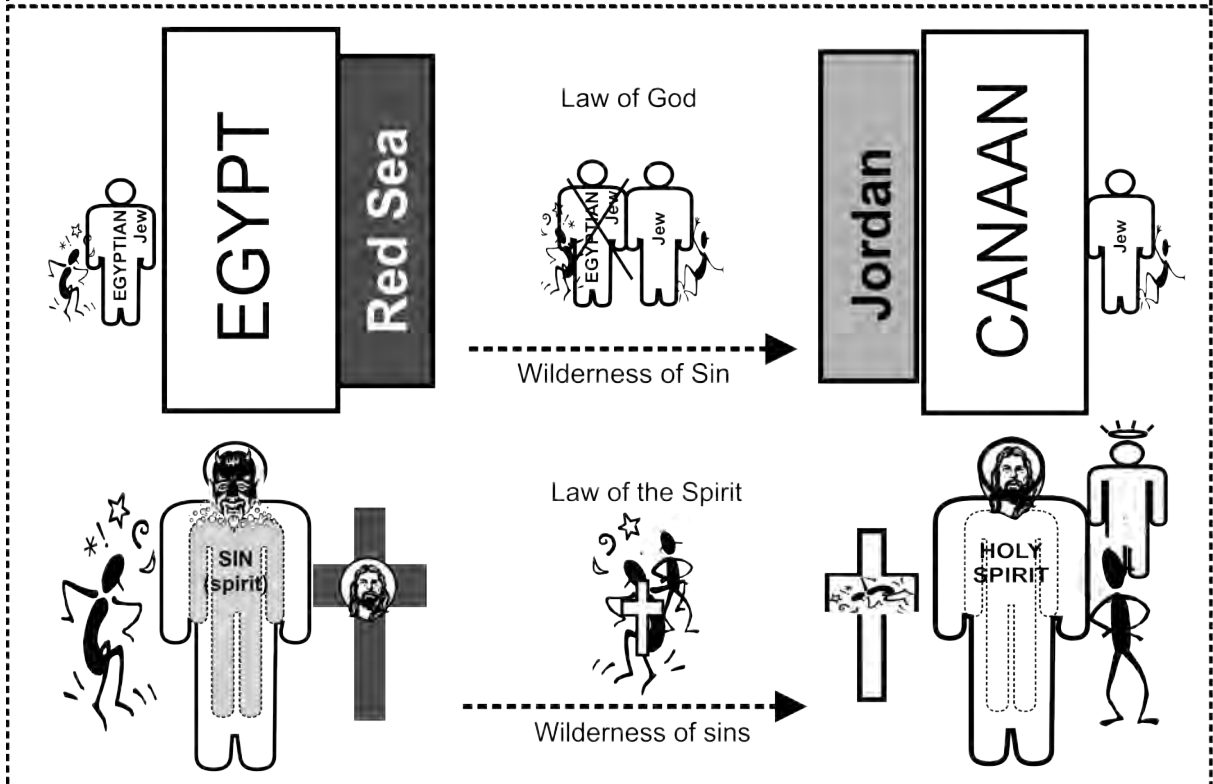 EGYPTIAN
Jew
*!
EGYPT
Red Sea
Law of God
EGYPTIAN
Jew
Jew
Wilderness of Sin
Jordan
CANAAN
Jew
*!
SIN
(spirit)
Law of the Spirit
Wilderness of sins
HOLY
SPIRIT